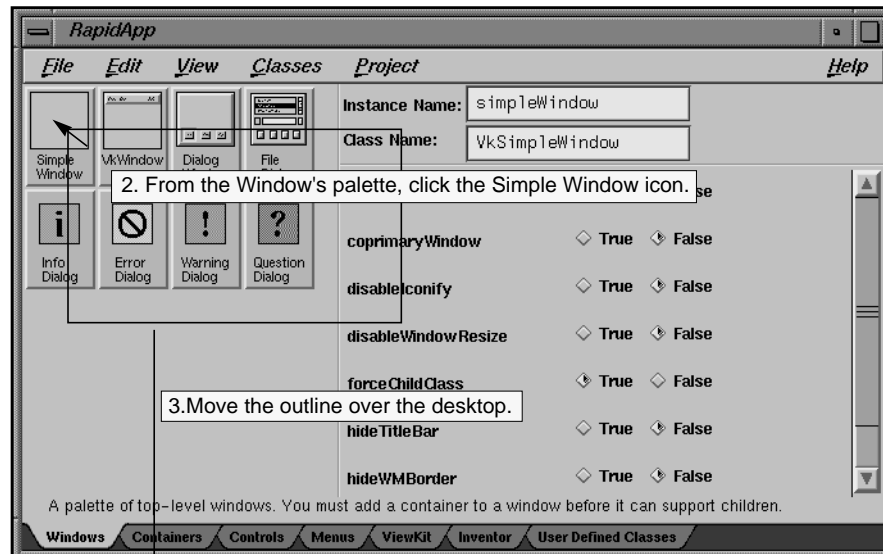 RapidApp
File Edit View Classes Project Help
Simple Window
VkWindow
Dialog
File
Instance Name: simpleWindow
Class Name: VkSimpleWindow
2. From the Window's palette, click the Simple Window icon.
Info Dialog
Error Dialog
Warning Dialog
Question Dialog
coprimaryWindow True False
disableIconify True False
disableWindowResize True False
forceChildClass True False
3.Move the outline over the desktop.
hideTitleBar True False
hideWMBorder True False
A palette of top-level windows. You must add a container to a window before it can support children.
Windows Containers Controls Menus ViewKit Inventor User Defined Classes